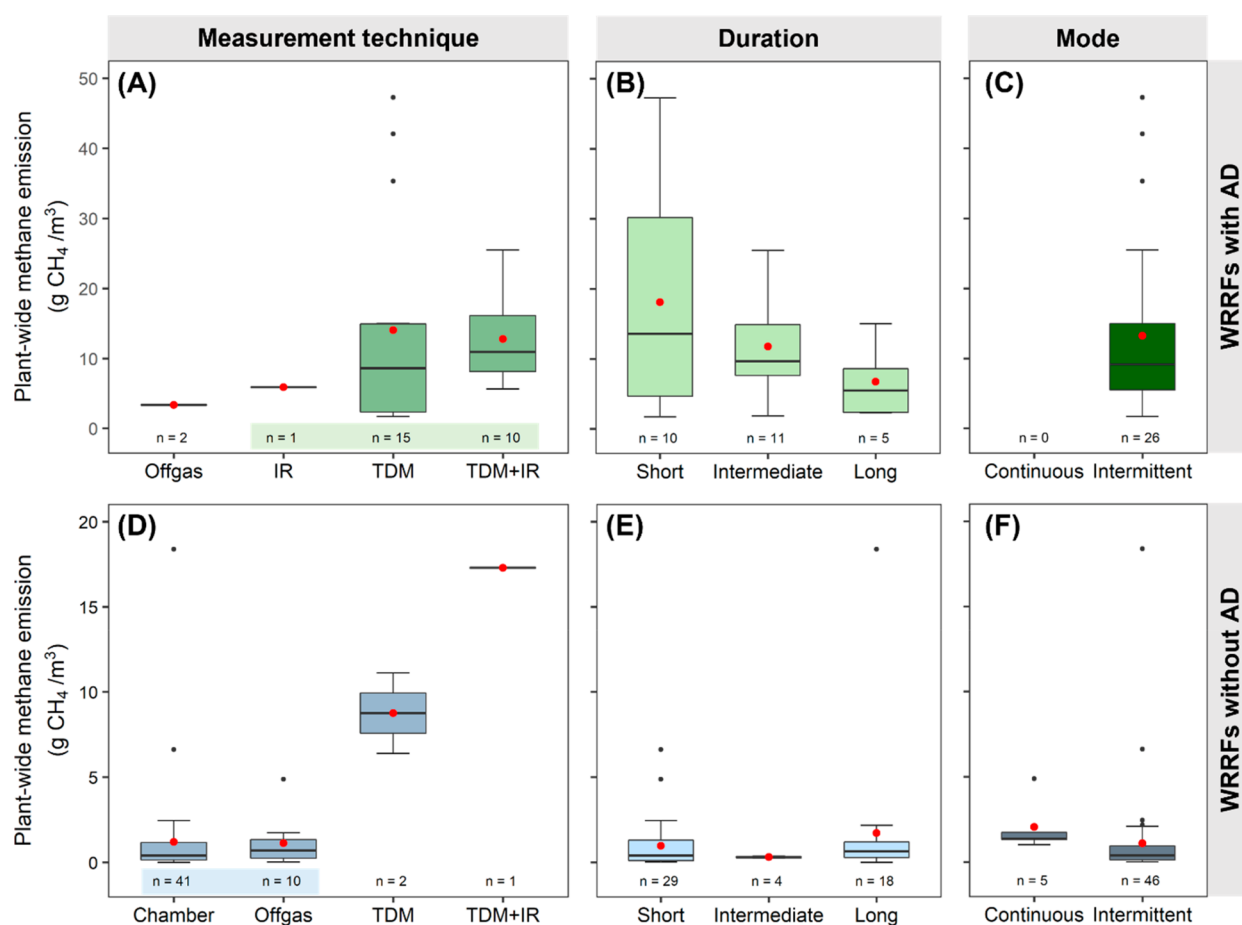 Measurement technique
Duration
Mode
(A)
(B)
(C)
50
40
30
20
10
0
Plant-wide methane emission
(g CH₄ /m³)
n = 2
n = 1
n = 15
n = 10
n = 10
n = 11
n = 5
n = 0
n = 26
Offgas
IR
TDM
TDM+IR
Short
Intermediate
Long
Continuous
Intermittent
WRRFs with AD
(D)
(E)
(F)
20
15
10
5
0
Plant-wide methane emission
(g CH₄ /m³)
n = 41
n = 10
n = 2
n = 1
n = 29
n = 4
n = 18
n = 5
n = 46
Chamber
Offgas
TDM
TDM+IR
Short
Intermediate
Long
Continuous
Intermittent
WRRFs without AD